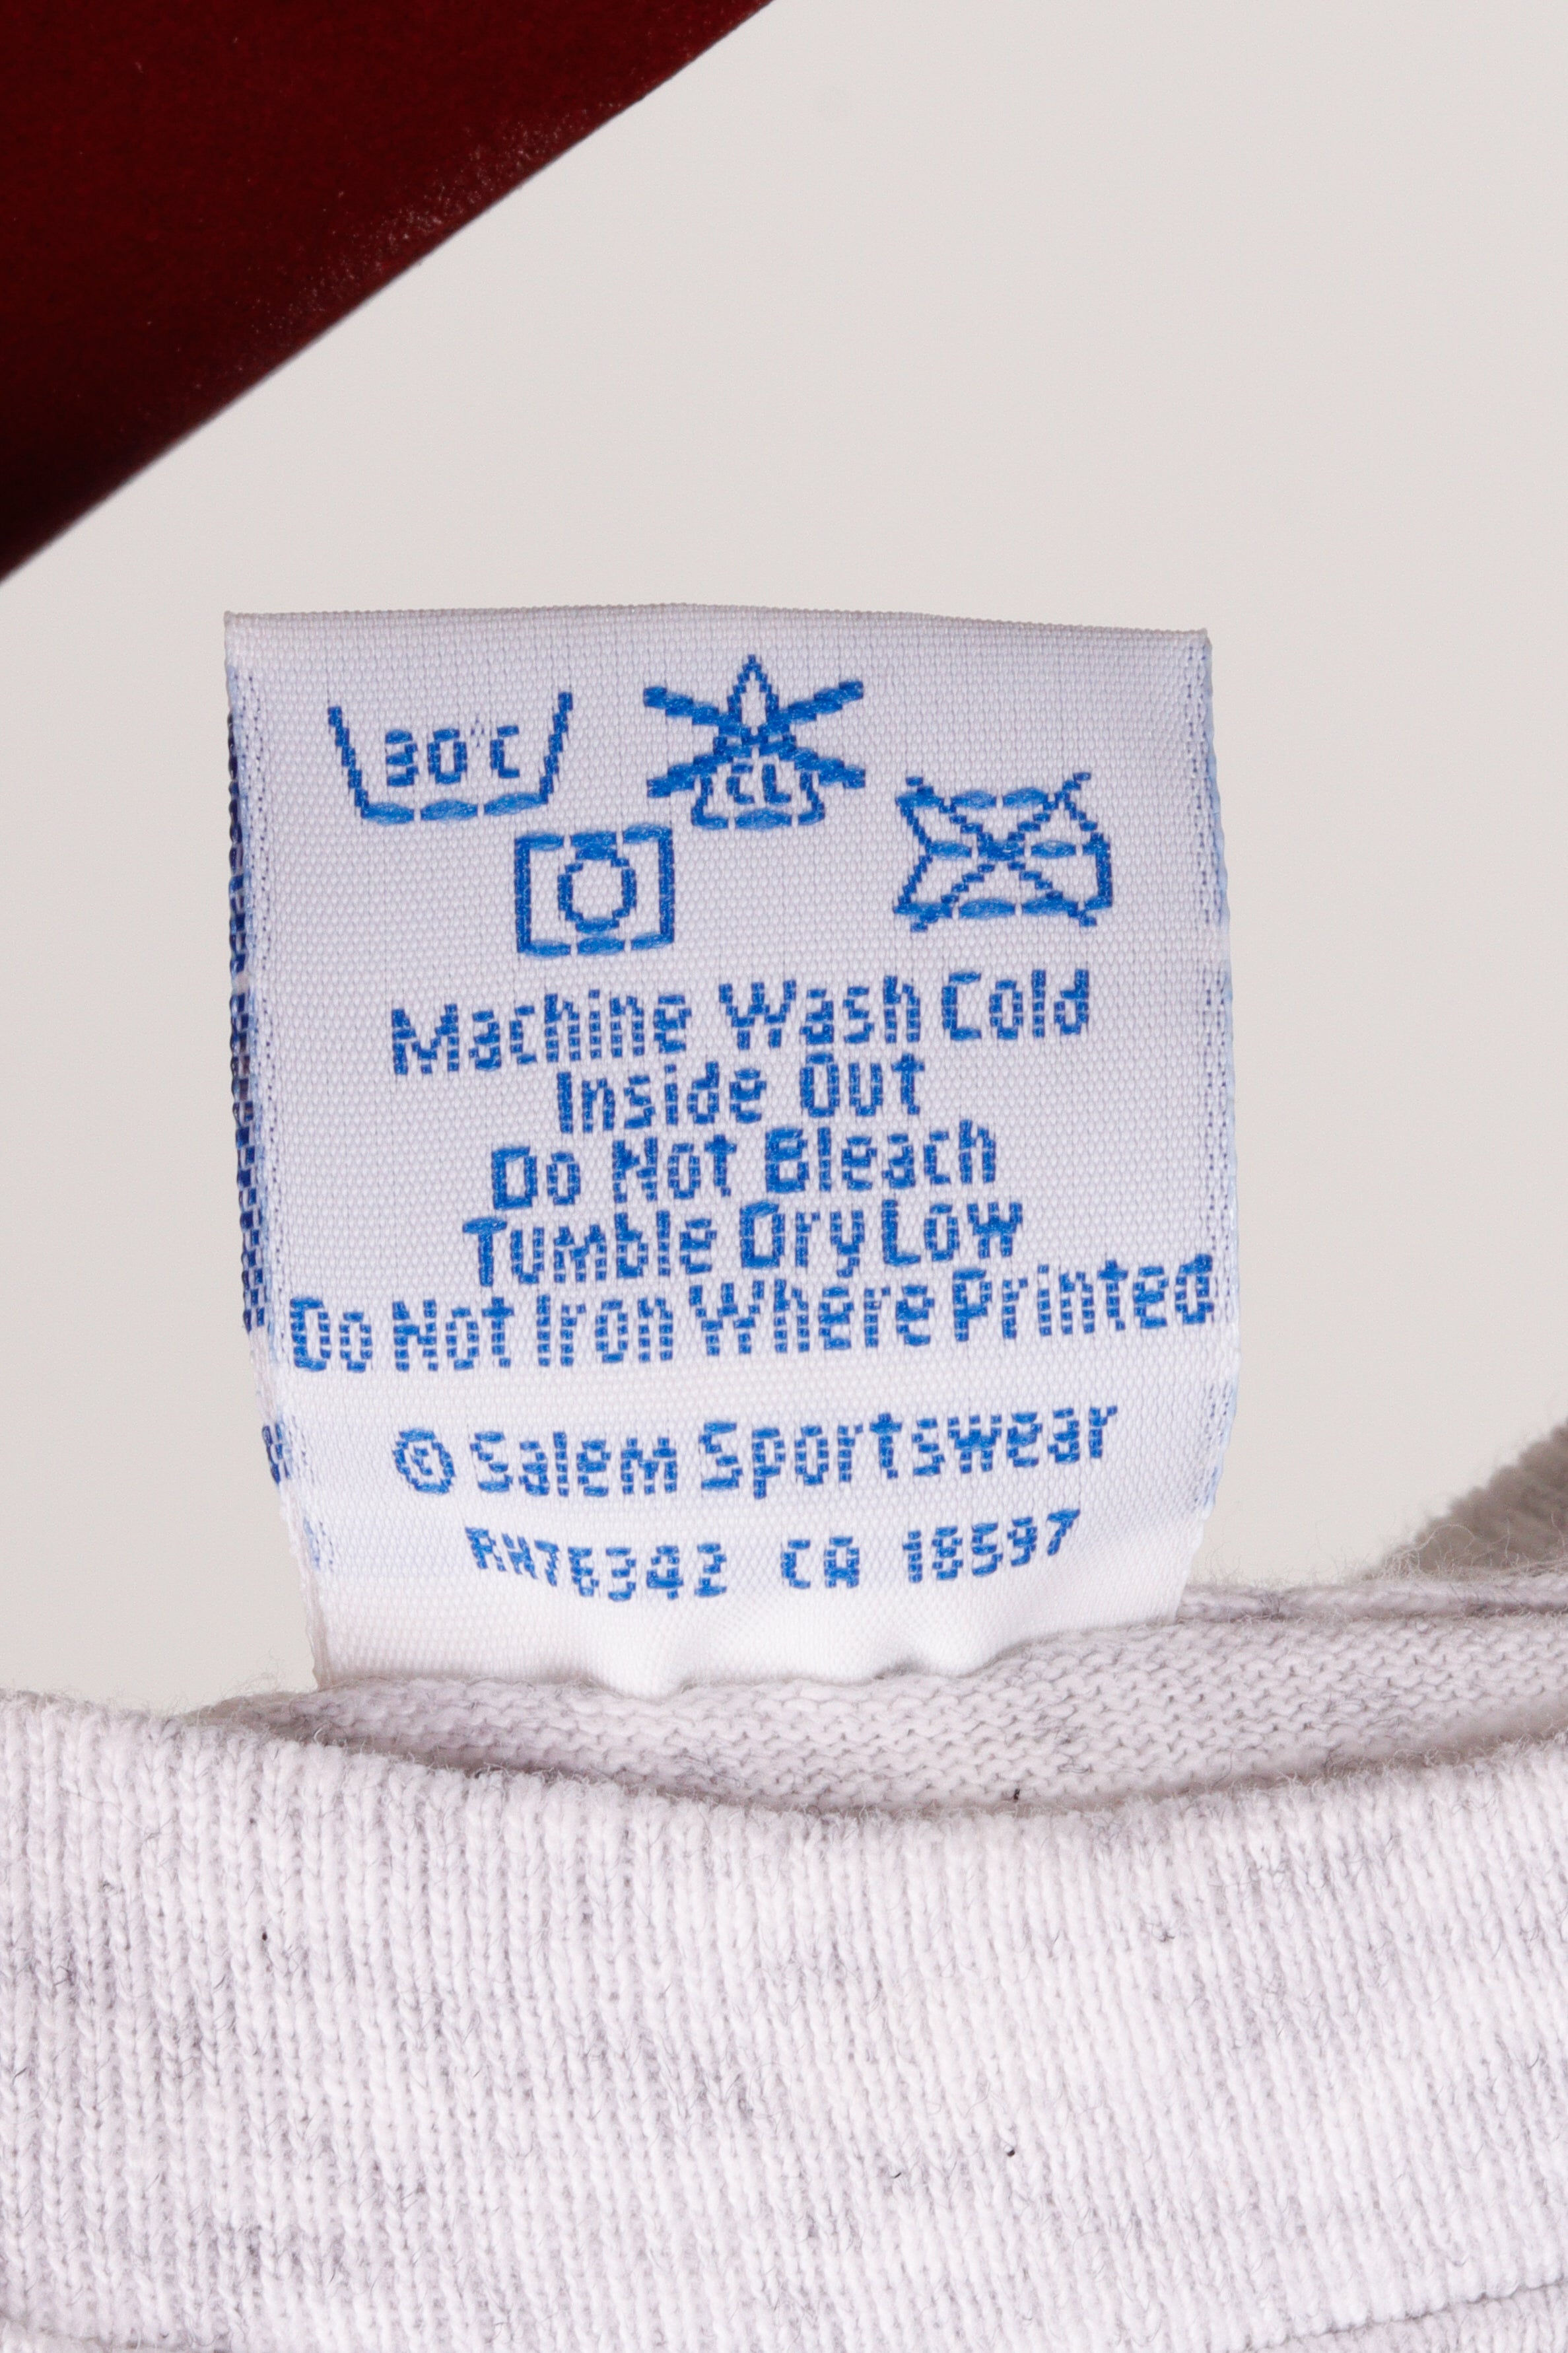 30°C
CL
Machine Wash Cold
Inside Out
Do Not Bleach
Tumble Dry Low
Do Not Iron Where Printed
© Salem Sportswear
RN76342 CA 18597